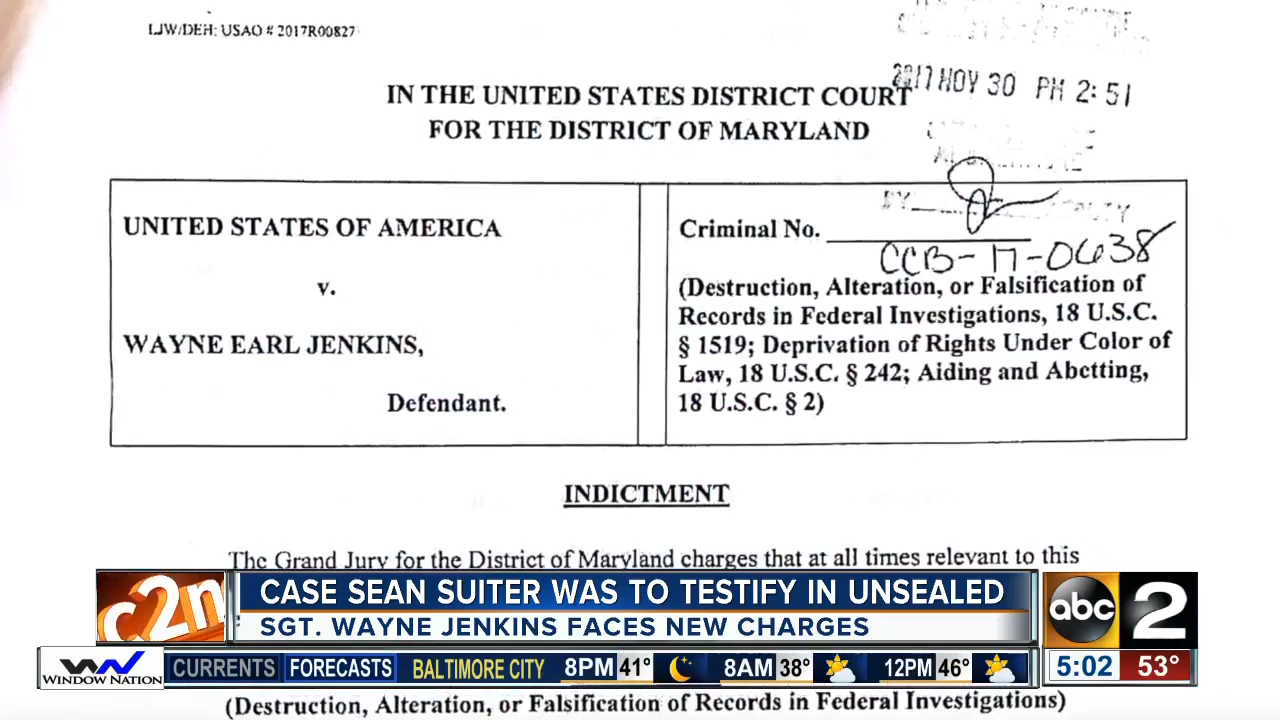 LJW/DEH: USAO # 2017R00827
2017 NOV 30 PM 2:51
IN THE UNITED STATES DISTRICT COURT
FOR THE DISTRICT OF MARYLAND
BY
UNITED STATES OF AMERICA
v.
WAYNE EARL JENKINS,
Defendant.
Criminal No.
CCB-17-0638
(Destruction, Alteration, or Falsification of
Records in Federal Investigations, 18 U.S.C.
§ 1519; Deprivation of Rights Under Color of
Law, 18 U.S.C. § 242; Aiding and Abetting,
18 U.S.C. § 2)
INDICTMENT
The Grand Jury for the District of Maryland charges that at all times relevant to this
c2n
CASE SEAN SUITER WAS TO TESTIFY IN UNSEALED
SGT. WAYNE JENKINS FACES NEW CHARGES
abc 2
WINDOW NATION
CURRENTS FORECASTS BALTIMORE CITY 8PM 41° 8AM 38° 12PM 46°
5:02 53°
(Destruction, Alteration, or Falsification of Records in Federal Investigations)